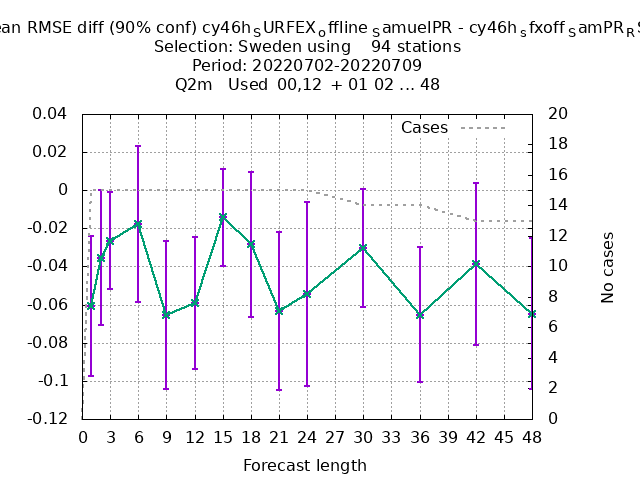 ean RMSE diff (90% conf) cy46h_SURFEX_offline_SamuelPR - cy46h_sfxoff_SamPR_RS
Selection: Sweden using 94 stations
Period: 20220702-20220709
Q2m Used 00,12 + 01 02 ... 48
0.04
0.02
0
-0.02
-0.04
-0.06
-0.08
-0.1
-0.12
Cases
20
18
16
14
12
10
8
6
4
2
0
No cases
0 3 6 9 12 15 18 21 24 27 30 33 36 39 42 45 48
Forecast length